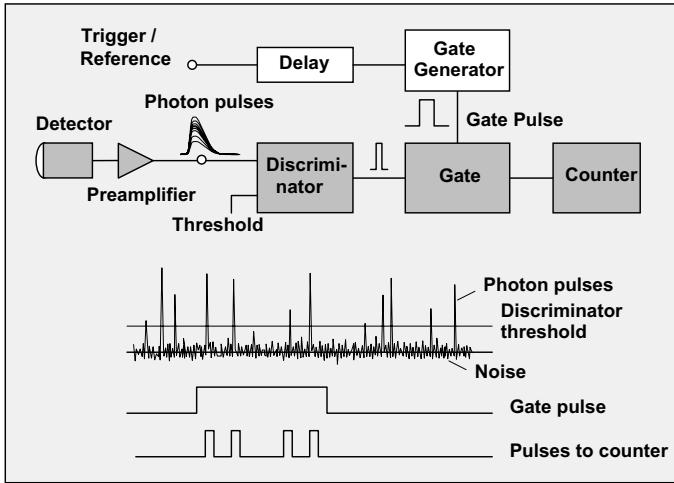 Trigger /
Reference
Delay
Gate
Generator
Photon pulses
Gate Pulse
Detector
Preamplifier
Discrimi-
nator
Gate
Counter
Threshold
Photon pulses
Discriminator
threshold
Noise
Gate pulse
Pulses to counter